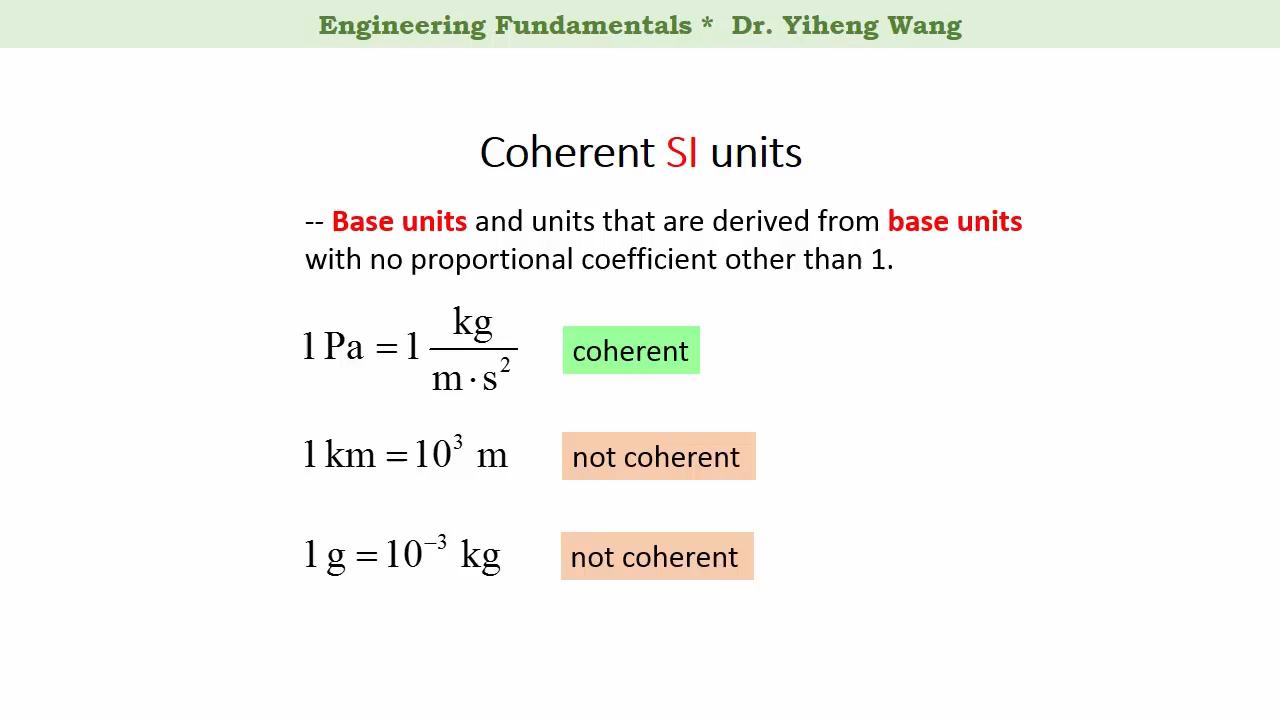 Engineering Fundamentals * Dr. Yiheng Wang
Coherent SI units
-- Base units and units that are derived from base units
with no proportional coefficient other than 1.
1 Pa = 1 kg / m · s² coherent
1 km = 10³ m not coherent
1 g = 10⁻³ kg not coherent